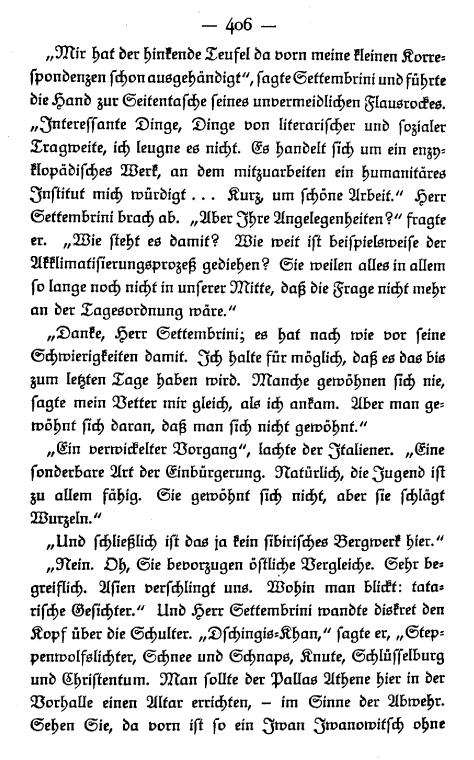 — 406 —
„Mir hat der hinkende Teufel da vorn meine kleinen Korre-
spondenzen schon ausgehändigt“, sagte Settembrini und führte
die Hand zur Seitentasche seines unvermeidlichen Flausrockes.
„Interessante Dinge, Dinge von literarischer und sozialer
Tragweite, ich leugne es nicht. Es handelt sich um ein enzy-
klopädisches Werk, an dem mitzuarbeiten ein humanitäres
Institut mich würdigt ... Kurz, um schöne Arbeit.“ Herr
Settembrini brach ab. „Aber Ihre Angelegenheiten?“ fragte
er. „Wie steht es damit? Wie weit ist beispielsweise der
Akklimatisierungsprozeß gediehen? Sie weilen alles in allem
so lange noch nicht in unserer Mitte, daß die Frage nicht mehr
an der Tagesordnung wäre.“
„Danke, Herr Settembrini; es hat nach wie vor seine
Schwierigkeiten damit. Ich halte für möglich, daß es das bis
zum letzten Tage haben wird. Manche gewöhnen sich nie,
sagte mein Vetter mir gleich, als ich ankam. Aber man ge-
wöhnt sich daran, daß man sich nicht gewöhnt.“
„Ein verwickelter Vorgang“, lachte der Italiener. „Eine
sonderbare Art der Einbürgerung. Natürlich, die Jugend ist
zu allem fähig. Sie gewöhnt sich nicht, aber sie schlägt
Wurzeln.“
„Und schließlich ist das ja kein sibirisches Bergwerk hier.“
„Nein. Oh, Sie bevorzugen östliche Vergleiche. Sehr be-
greiflich. Asien verschlingt uns. Wohin man blickt: tata-
rische Gesichter.“ Und Herr Settembrini wandte diskret den
Kopf über die Schulter. „Dschingis-Khan,“ sagte er, „Step-
penwolfslichter, Schnee und Schnaps, Knute, Schlüsselburg
und Christentum. Man sollte der Pallas Athene hier in der
Vorhalle einen Altar errichten, – im Sinne der Abwehr.
Sehen Sie, da vorn ist so ein Iwan Iwanowitsch ohne